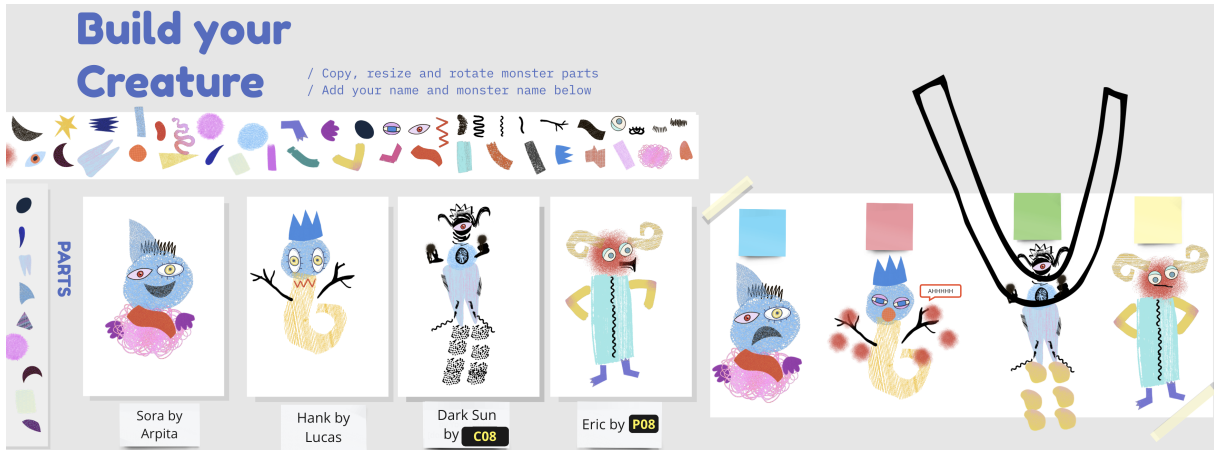 Build your
Creature
/ Copy, resize and rotate monster parts
/ Add your name and monster name below
PARTS
AHHHHH
Sora by
Arpita
Hank by
Lucas
Dark Sun
by C08
Eric by P08